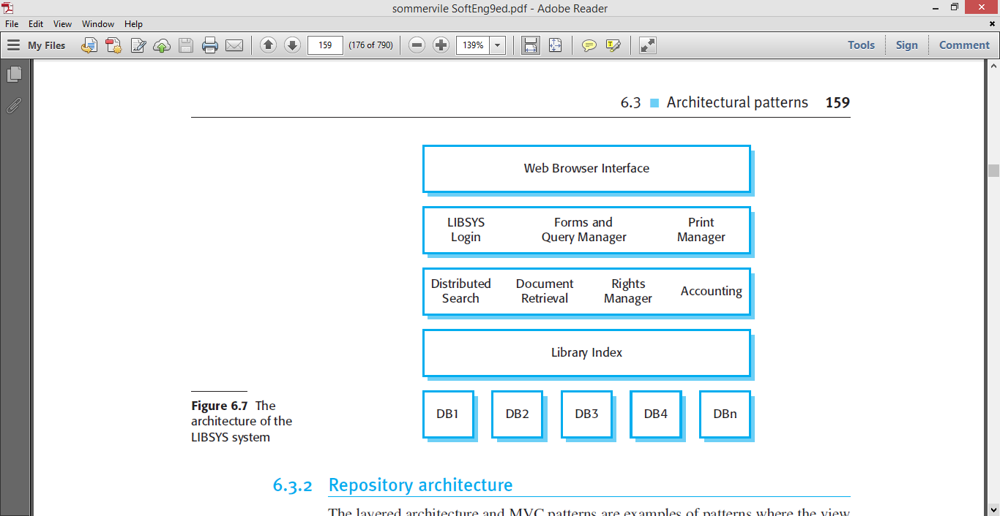 sommervile SoftEng9ed.pdf - Adobe Reader
File Edit View Window Help
My Files 159 (176 of 790) 139% Tools Sign Comment
6.3 Architectural patterns 159
Web Browser Interface
LIBSYS Forms and Print
Login Query Manager Manager
Distributed Document Rights Accounting
Search Retrieval Manager
Library Index
DB1 DB2 DB3 DB4 DBn
Figure 6.7 The
architecture of the
LIBSYS system
6.3.2 Repository architecture
The layered architecture and MVC patterns are examples of patterns where the view